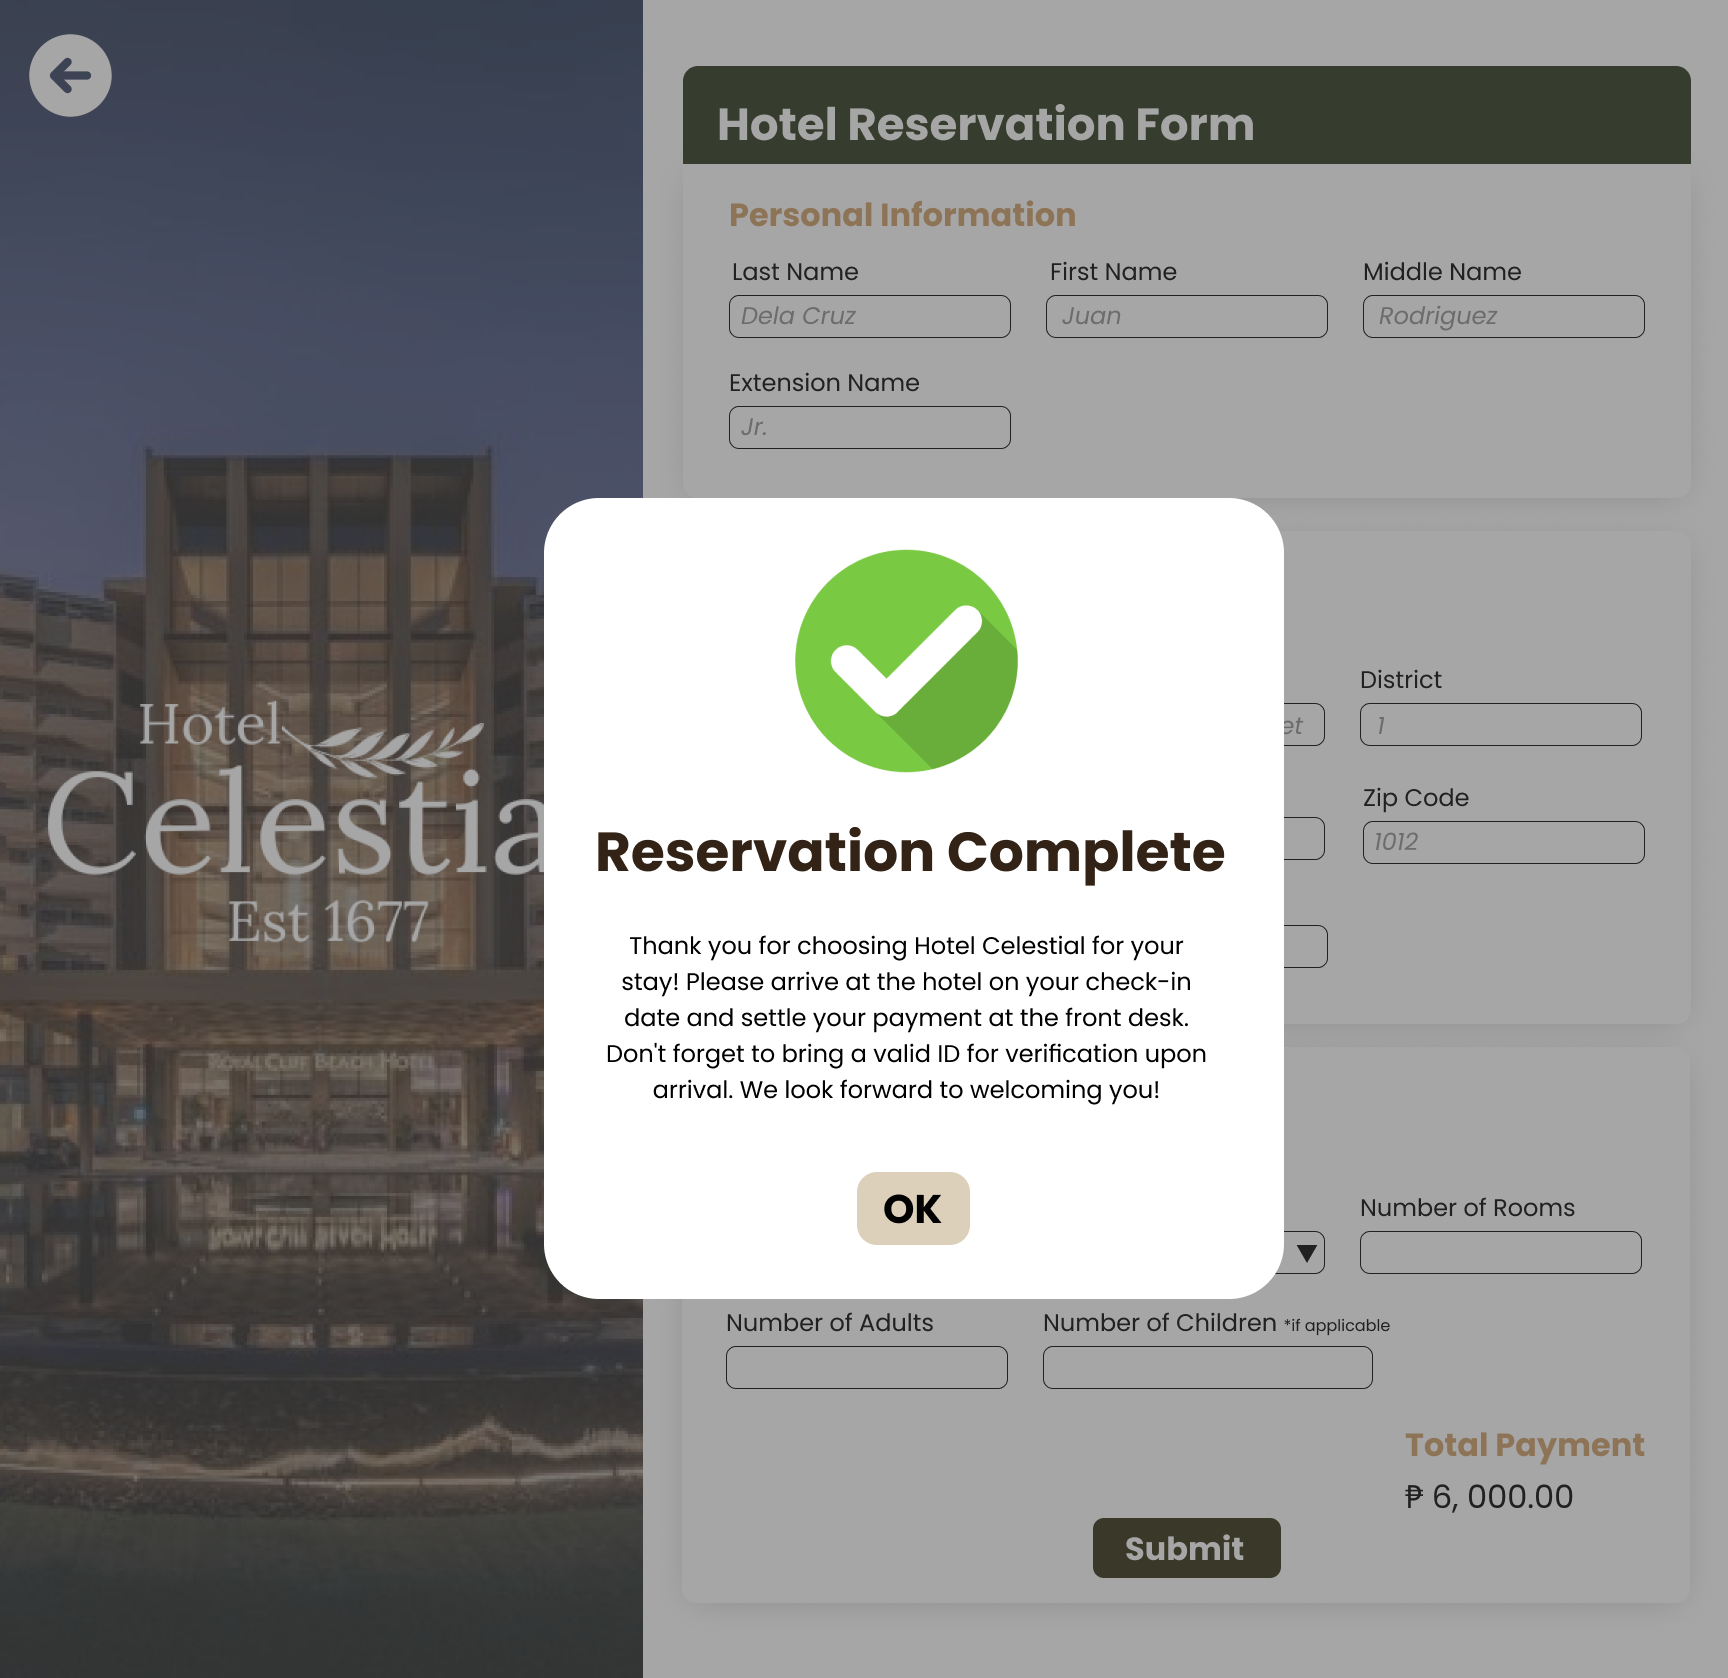 Hotel Reservation Form
Personal Information
Last Name
First Name
Middle Name
Dela Cruz
Juan
Rodriguez
Extension Name
Jr.
Hotel
Celestia
Est 1677
ROYAL CLIFF BEACH HOTEL
District
et
1
Zip Code
1012
Reservation Complete
Thank you for choosing Hotel Celestial for your
stay! Please arrive at the hotel on your check-in
date and settle your payment at the front desk.
Don't forget to bring a valid ID for verification upon
arrival. We look forward to welcoming you!
OK
Number of Rooms
Number of Adults
Number of Children *if applicable
Total Payment
₱ 6, 000.00
Submit